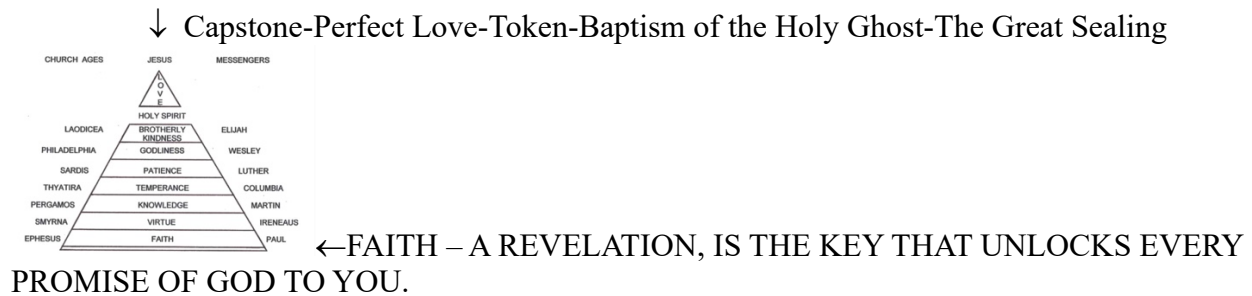 ↓ Capstone-Perfect Love-Token-Baptism of the Holy Ghost-The Great Sealing
CHURCH AGES JESUS MESSENGERS
L
O
V
E
HOLY SPIRIT
LAODICEA BROTHERLY KINDNESS ELIJAH
PHILADELPHIA GODLINESS WESLEY
SARDIS PATIENCE LUTHER
THYATIRA TEMPERANCE COLUMBIA
PERGAMOS KNOWLEDGE MARTIN
SMYRNA VIRTUE IRENEAUS
EPHESUS FAITH PAUL
←FAITH – A REVELATION, IS THE KEY THAT UNLOCKS EVERY
PROMISE OF GOD TO YOU.